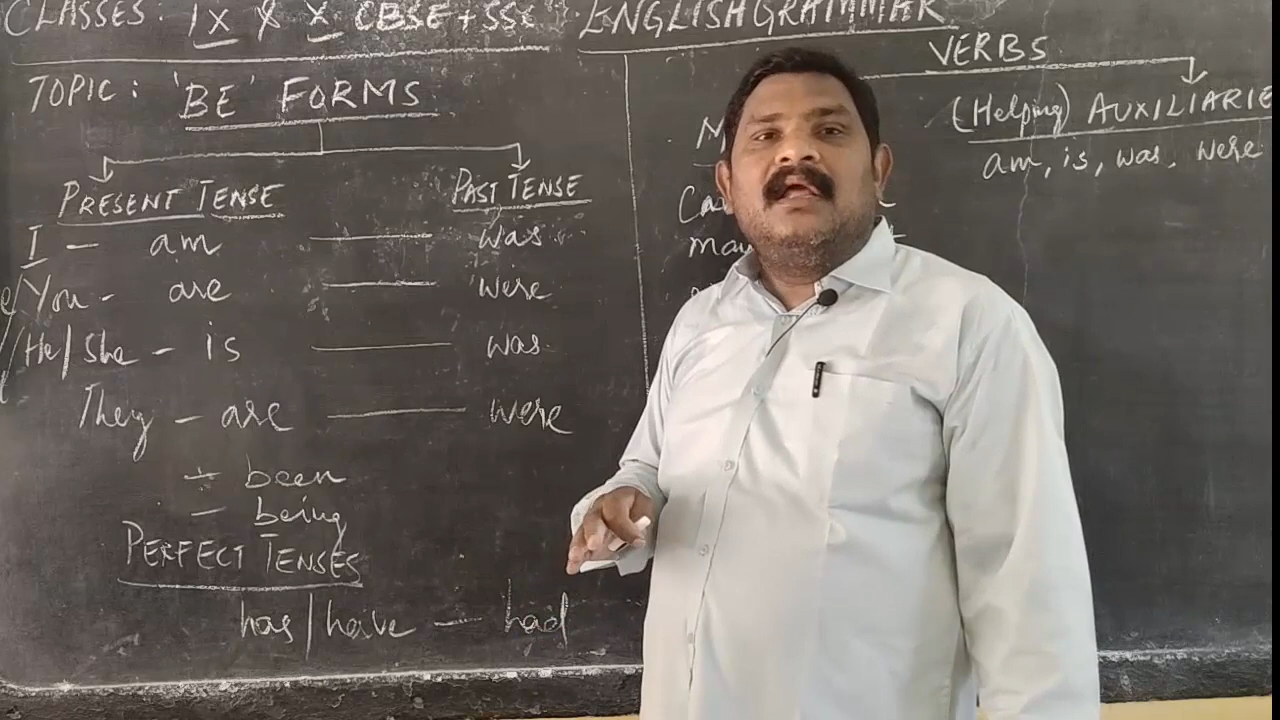 CLASSES: IX & X CBSE + SSC
ENGLISH GRAMMAR
TOPIC: 'BE' FORMS
PRESENT TENSE PAST TENSE
I - am — was
You - are — were
He/She - is — was
They - are — were
- been
- being
PERFECT TENSES
has/have — had
VERBS
(Helping) AUXILIARIE
am, is, was, were